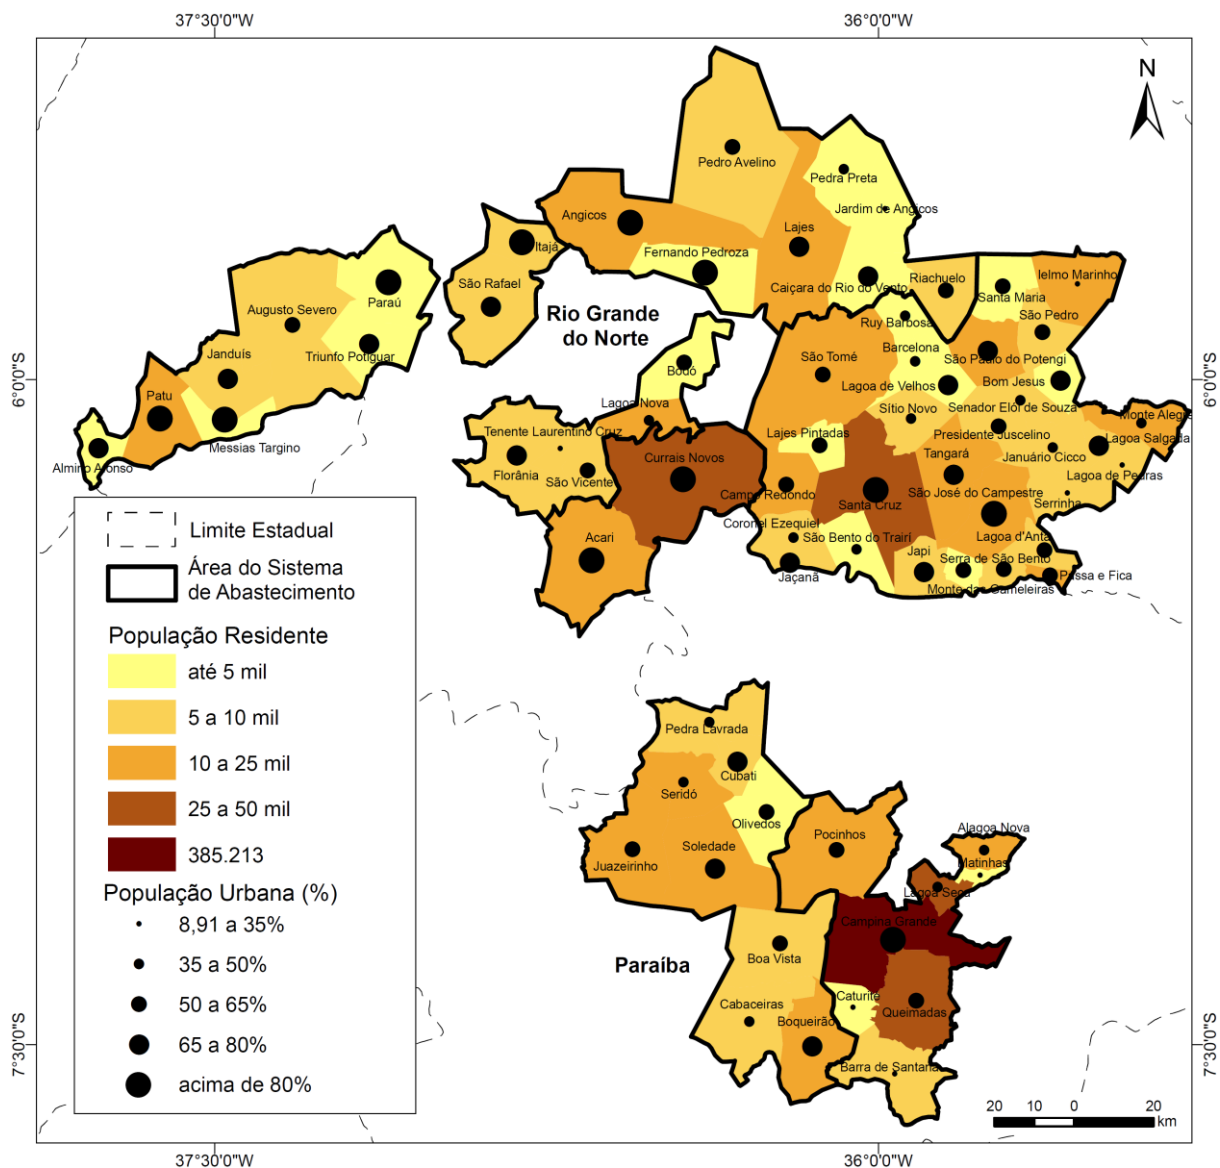 37°30'0"W
36°0'0"W
N
Pedro Avelino
Pedra Preta
Jardim de Angicos
Angicos
Lajes
Itajá
Fernando Pedroza
Ielmo Marinho
Riachuelo
São Rafael
Caiçara do Rio do Vento
Santa Maria
Paraú
Augusto Severo
Rio Grande
do Norte
São Pedro
Ruy Barbosa
Triunfo Potiguar
Janduís
Barcelona
São Paulo do Potengi
São Tomé
Bodó
Lagoa de Velhos
Bom Jesus
6°0'0"S
6°0'0"S
Patu
Lagoa Nova
Sítio Novo
Senador Elói de Souza
Monte Alegre
Tenente Laurentino Cruz
Lajes Pintadas
Presidente Juscelino
Lagoa Salgada
Messias Targino
Almino Afonso
Currais Novos
Tangará
Januário Cicco
Florânia
São Vicente
Lagoa de Pedras
Campo Redondo
Santa Cruz
São José do Campestre
Serrinha
Coronel Ezequiel
São Bento do Trairí
Lagoa d'Anta
Acari
Japi
Serra de São Bento
Jaçanã
Passa e Fica
Monte das Gameleiras
Limite Estadual
Área do Sistema
de Abastecimento
População Residente
até 5 mil
5 a 10 mil
10 a 25 mil
25 a 50 mil
385.213
População Urbana (%)
8,91 a 35%
35 a 50%
50 a 65%
65 a 80%
acima de 80%
Pedra Lavrada
Cubati
Seridó
Olivedos
Pocinhos
Alagoa Nova
Soledade
Juazeirinho
Matinhas
Lagoa Seca
Campina Grande
Paraíba
Boa Vista
Caturité
Cabaceiras
Boqueirão
Queimadas
7°30'0"S
7°30'0"S
Barra de Santana
20 10 0 20
km
37°30'0"W
36°0'0"W